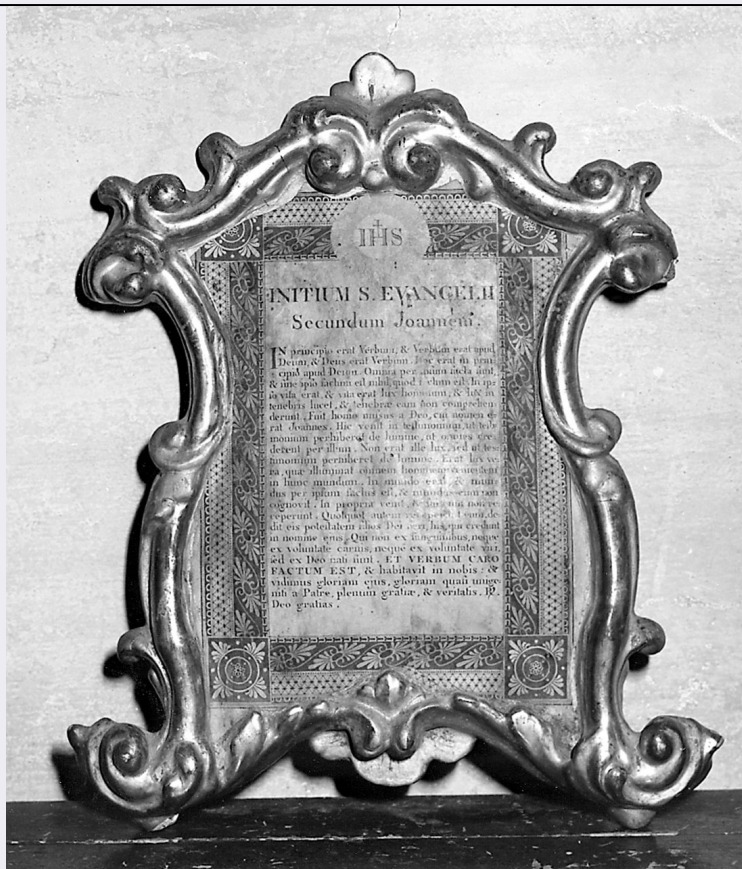 IHS
INITIUM S. EVANGELII
Secundum Joannem.
IN principio erat Verbum, & Verbum erat apud
Deum, & Deus erat Verbum. Hoc erat in prin-
cipio apud Deum. Omnia per ipsum facta sunt,
& sine ipso factum est nihil, quod factum est. In ip-
so vita erat, & vita erat lux hominum, & lux in
tenebris lucet, & tenebræ eam non comprehen-
derunt. Fuit homo missus a Deo, cui nomen e-
rat Joannes. Hic venit in testimonium, ut testi-
monium perhiberet de lumine, ut omnes cre-
derent per illum. Non erat ille lux, sed ut tes-
timonium perhiberet de lumine. Erat lux ve-
ra, quæ illuminat omnem hominem venientem
in hunc mundum. In mundo erat, & mun-
dus per ipsum factus est, & mundus eum non
cognovit. In propria venit, & sui eum non re-
ceperunt. Quotquot autem receperunt eum, de-
dit eis potestatem filios Dei fieri, his, qui credunt
in nomine ejus. Qui non ex sanguinibus, neque
ex voluntate carnis, neque ex voluntate viri,
sed ex Deo nati sunt. ET VERBUM CARO
FACTUM EST, & habitavit in nobis: &
vidimus gloriam ejus, gloriam quasi unige-
niti a Patre, plenum gratiæ, & veritatis. ℟.
Deo gratias.